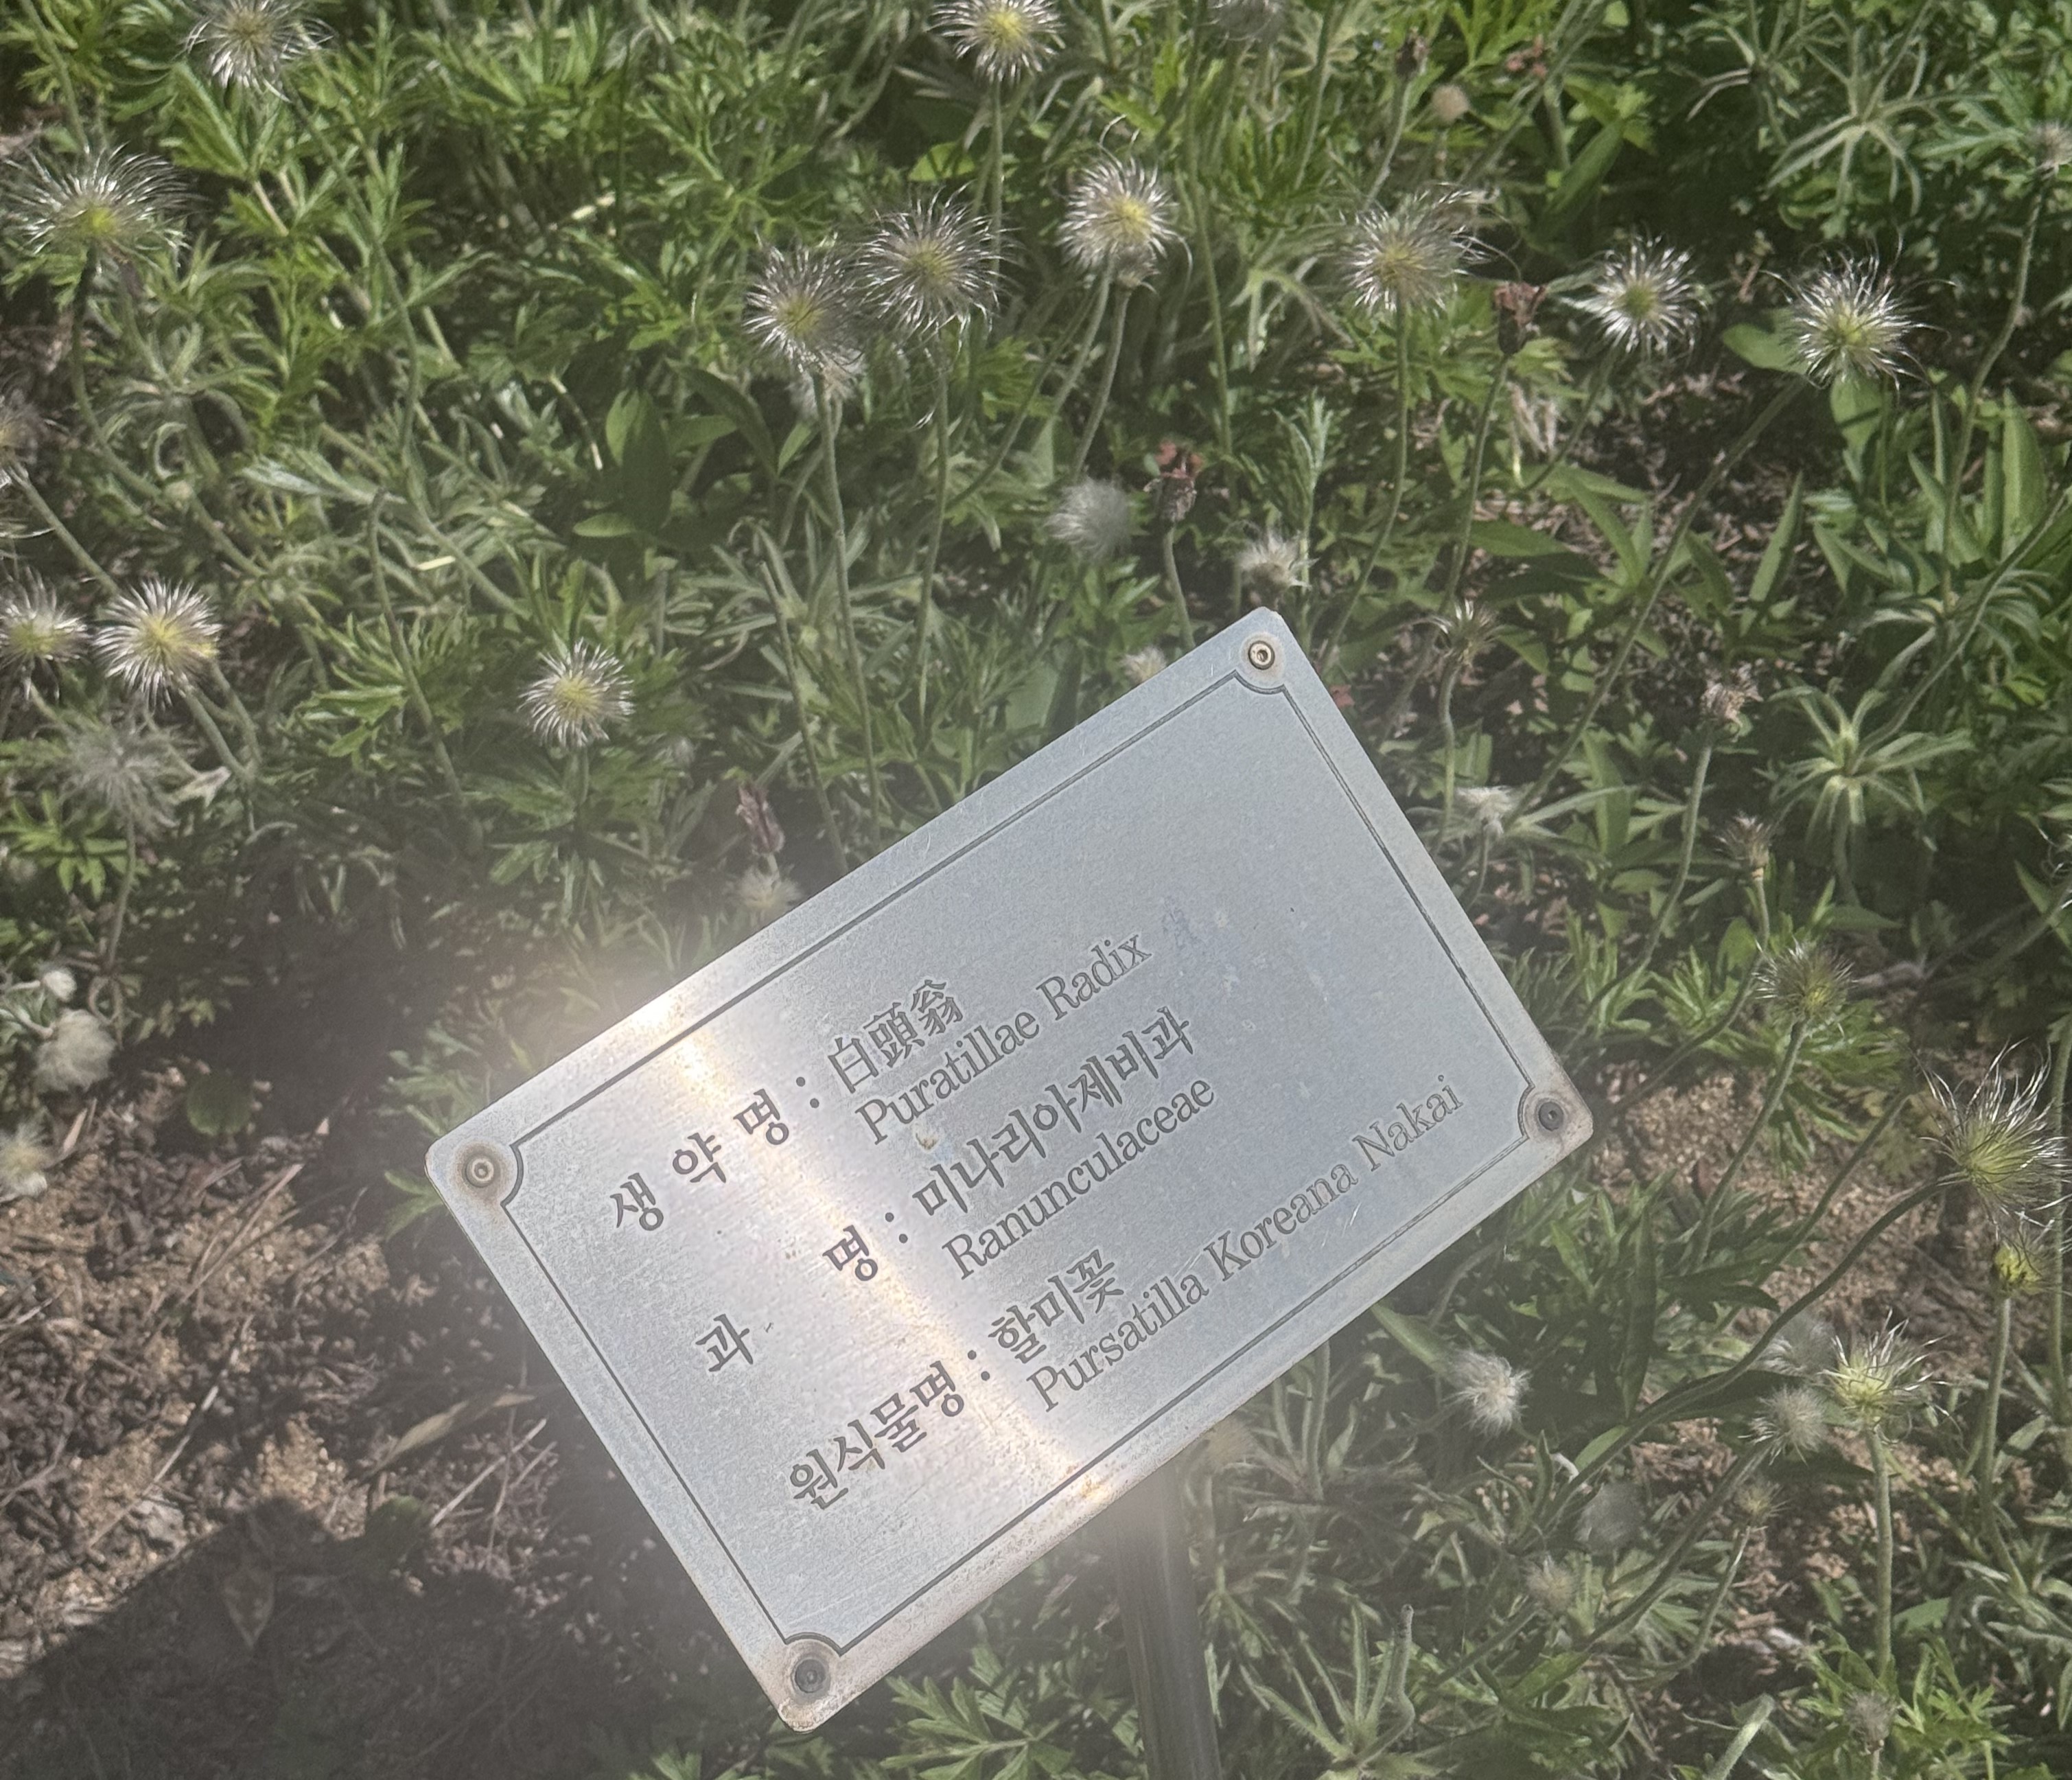 생 약 명 : 白頭翁
Puratillae Radix
과 명 : 미나리아제비과
Ranunculaceae
원식물명 : 할미꽃
Pursatilla Koreana Nakai